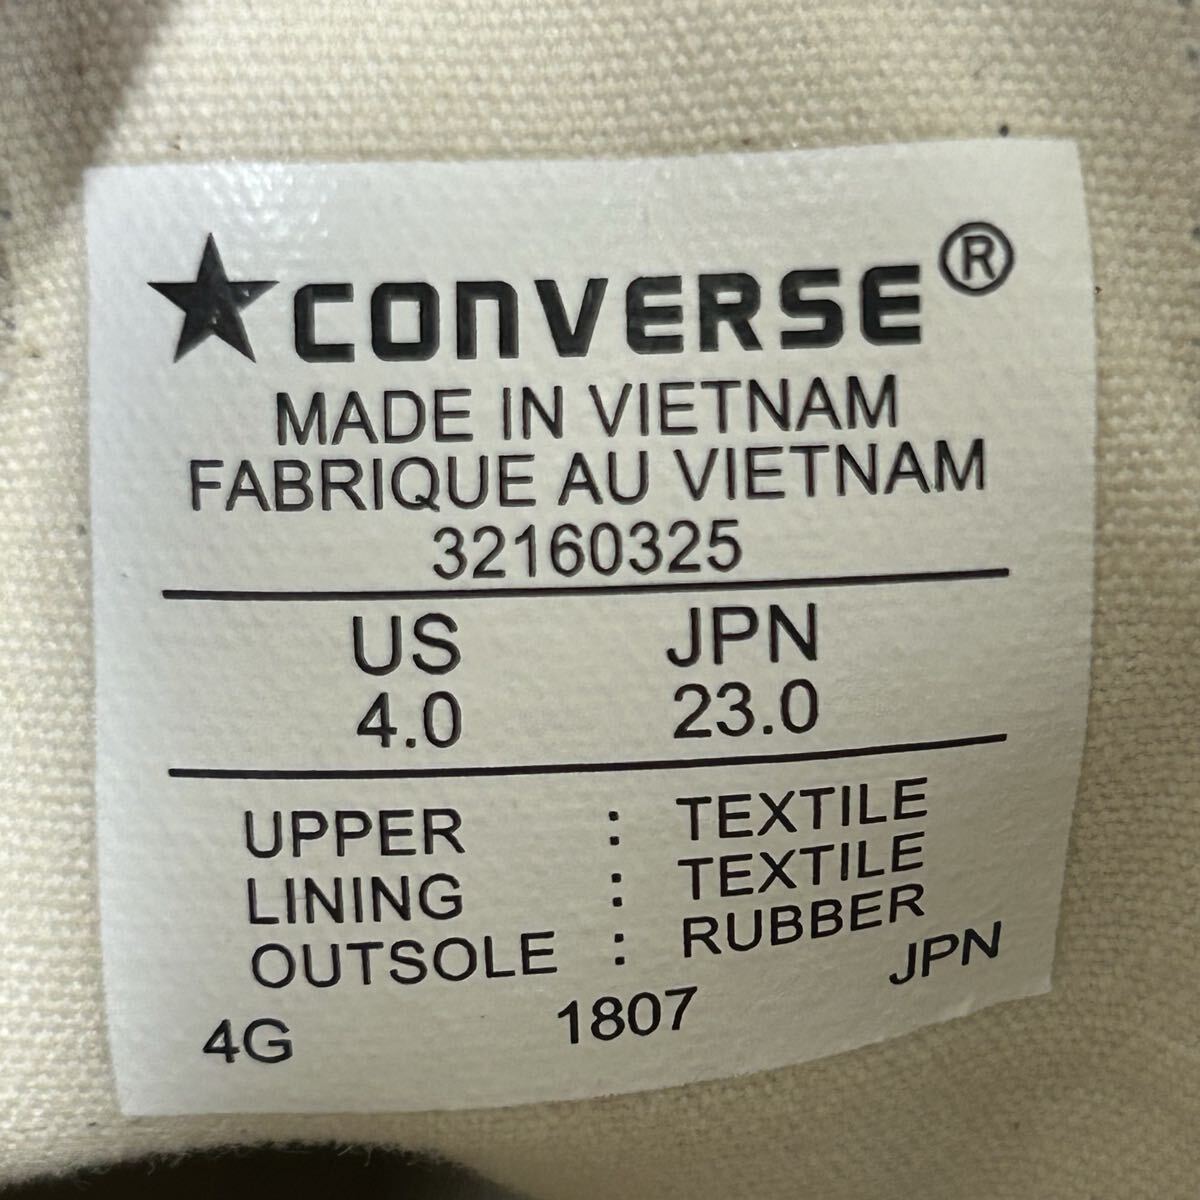 CONVERSE®
MADE IN VIETNAM
FABRIQUE AU VIETNAM
32160325
US JPN
4.0 23.0
UPPER : TEXTILE
LINING : TEXTILE
OUTSOLE : RUBBER
4G 1807 JPN